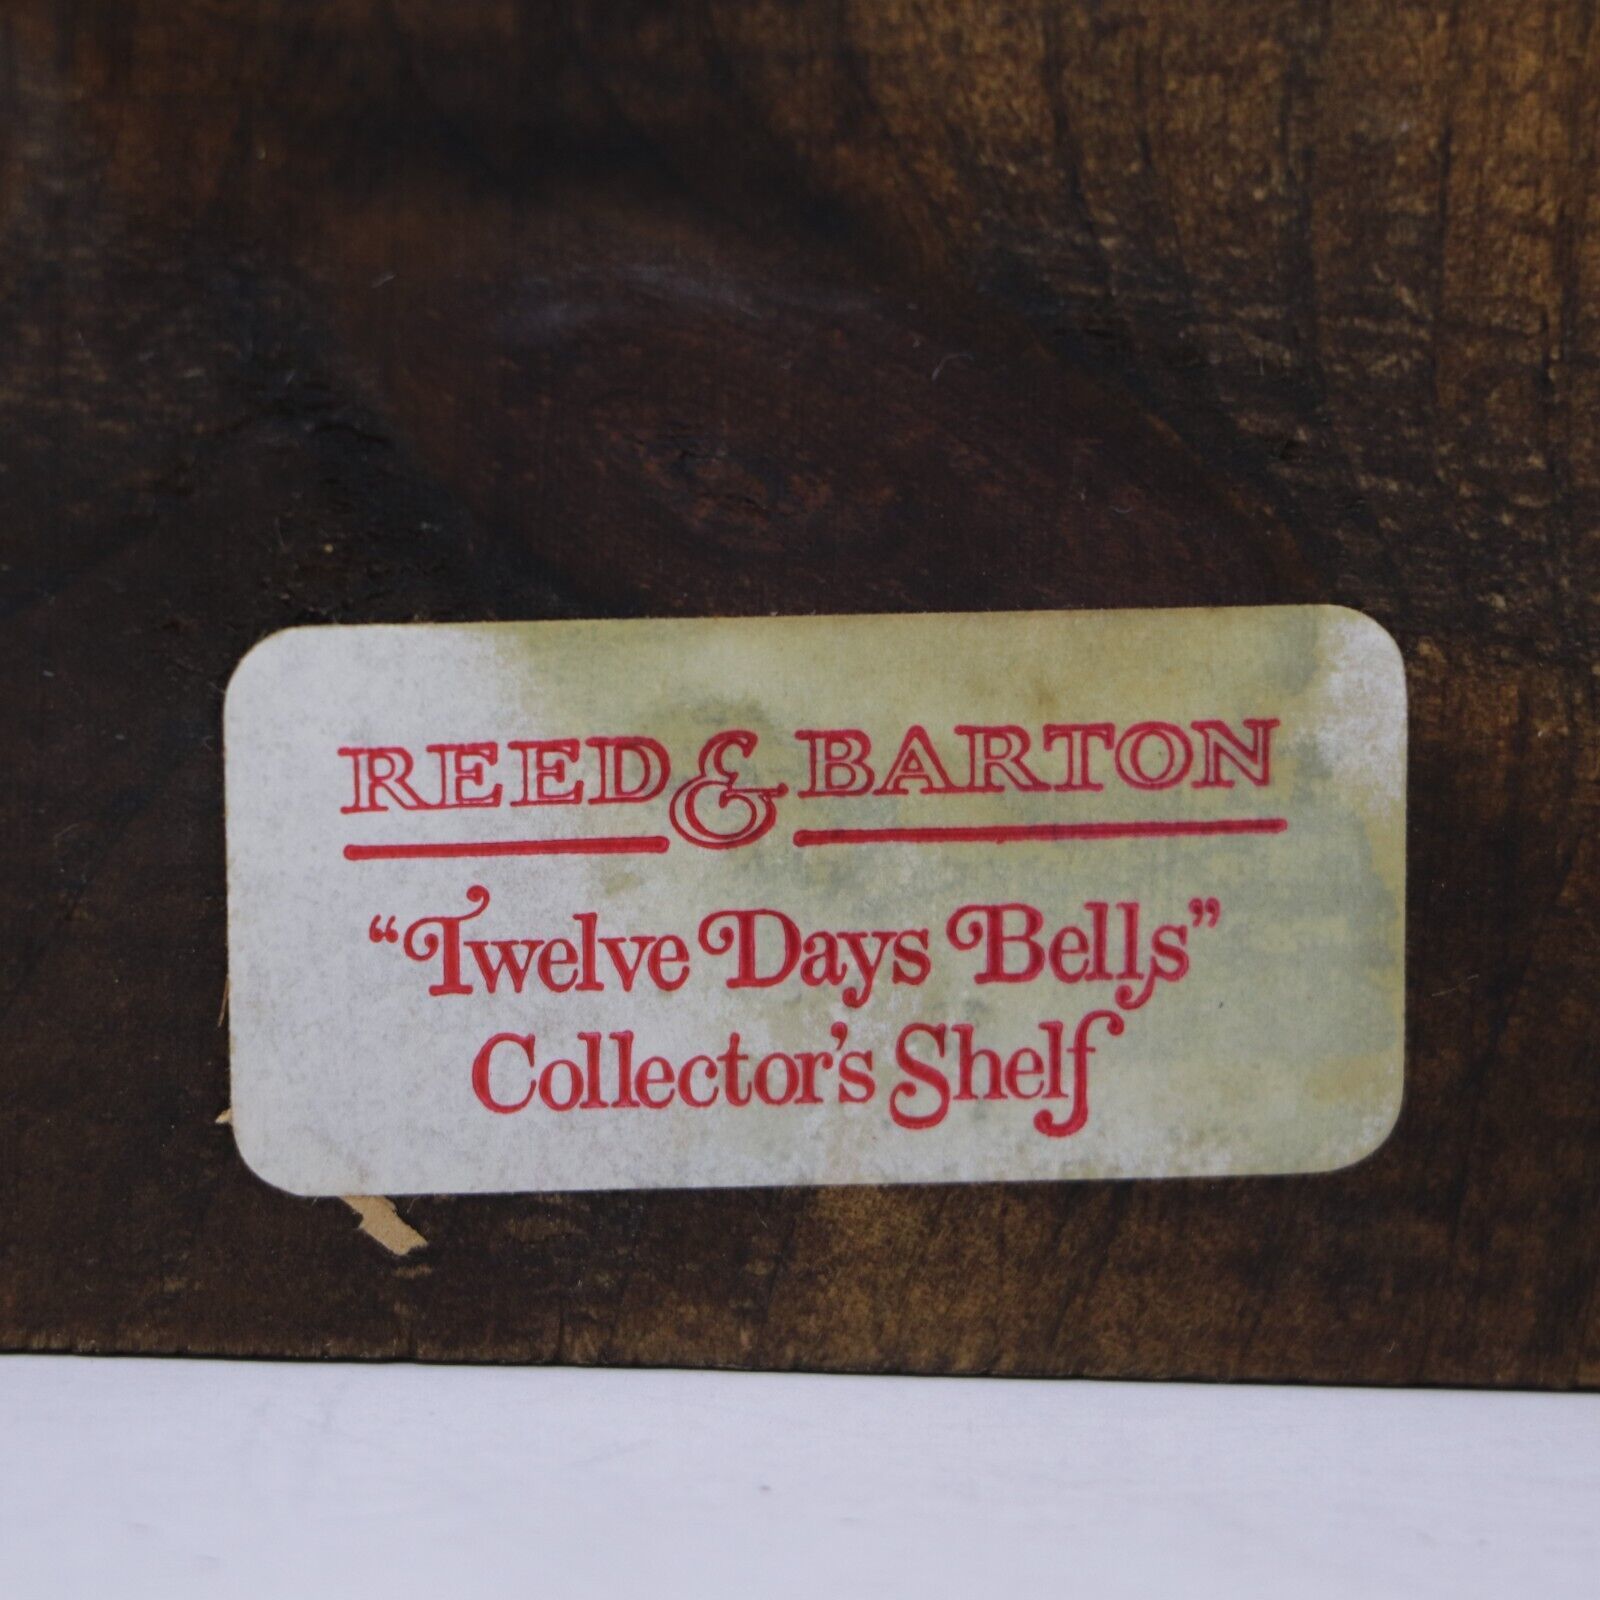 REED & BARTON
“Twelve Days Bells”
Collector's Shelf